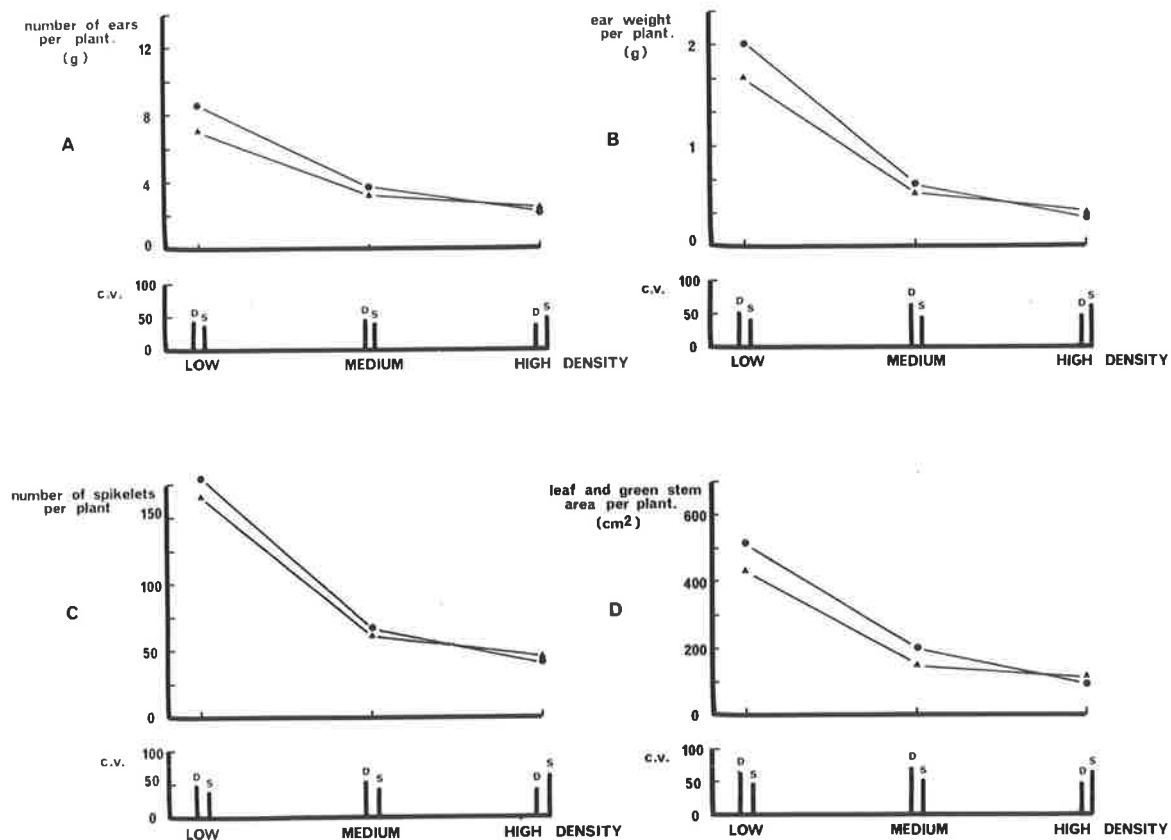 number of ears
per plant.
(g)
12
8
4
0
A
c.v.
100
50
0
D S
D S
D S
LOW MEDIUM HIGH DENSITY
ear weight
per plant.
(g)
2
1
0
B
c.v.
100
50
0
D S
D S
D S
LOW MEDIUM HIGH DENSITY
number of spikelets
per plant
150
100
50
0
C
c.v.
100
50
0
D S
D S
D S
LOW MEDIUM HIGH DENSITY
leaf and green stem
area per plant.
(cm2)
600
400
200
0
D
c.v.
100
50
0
D S
D S
D S
LOW MEDIUM HIGH DENSITY